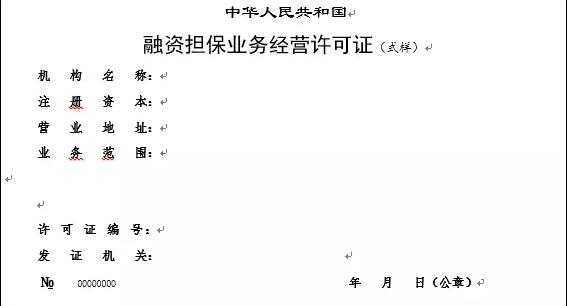 中华人民共和国
融资担保业务经营许可证（式样）
机构名称：
注册资本：
营业地址：
业务范围：
许可证编号：
发证机关：
№ 00000000 年 月 日（公章）